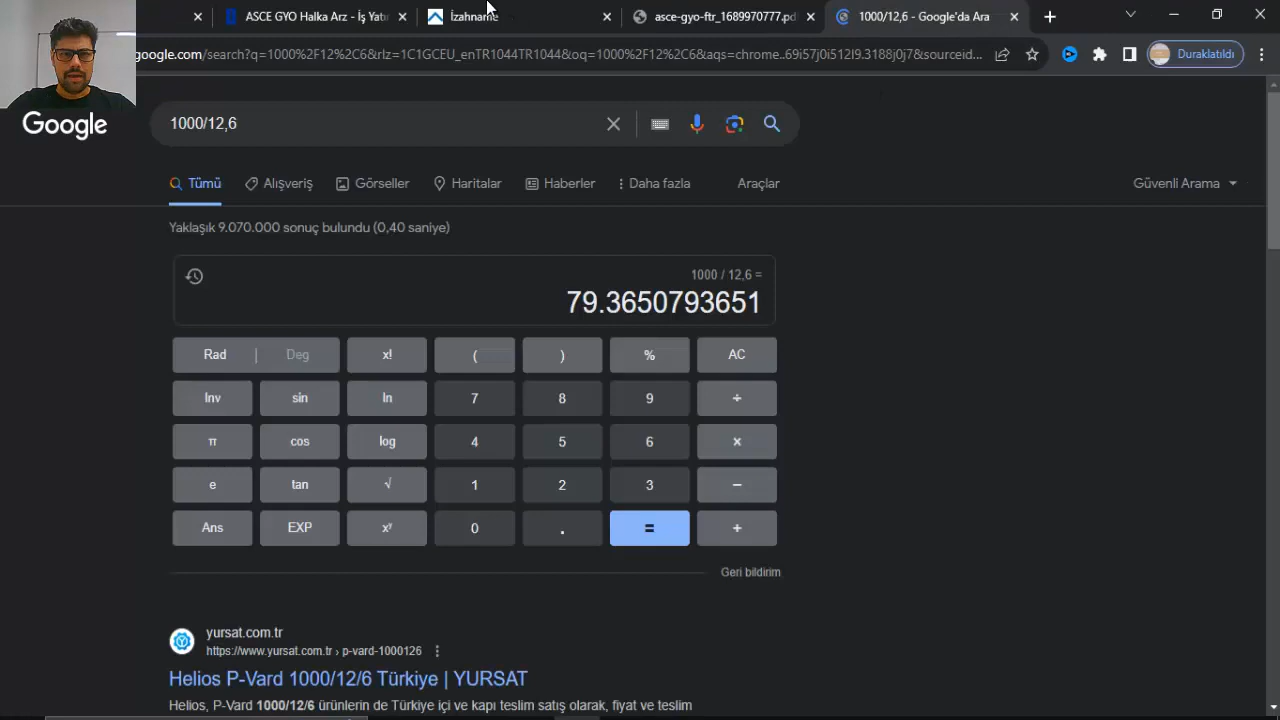 ASCE GYO Halka Arz - İş Yatır
İzahname
asce-gyo-ftr_1689970777.pd
1000/12,6 - Google'da Ara
google.com/search?q=1000%2F12%2C6&rlz=1C1GCEU_enTR1044TR1044&oq=1000%2F12%2C6&aqs=chrome..69i57j0i512l9.3188j0j7&sourceid...
Duraklatıldı
Google
1000/12,6
Tümü
Alışveriş
Görseller
Haritalar
Haberler
Daha fazla
Araçlar
Güvenli Arama
Yaklaşık 9.070.000 sonuç bulundu (0,40 saniye)
1000 / 12,6 =
79.3650793651
Rad | Deg x! ( ) % AC
Inv sin ln 7 8 9 ÷
π cos log 4 5 6 ×
e tan √ 1 2 3 −
Ans EXP xʸ 0 . = +
Geri bildirim
yursat.com.tr
https://www.yursat.com.tr › p-vard-1000126
Helios P-Vard 1000/12/6 Türkiye | YURSAT
Helios, P-Vard 1000/12/6 ürünlerin de Türkiye içi ve kapı teslim satış olarak, fiyat ve teslim